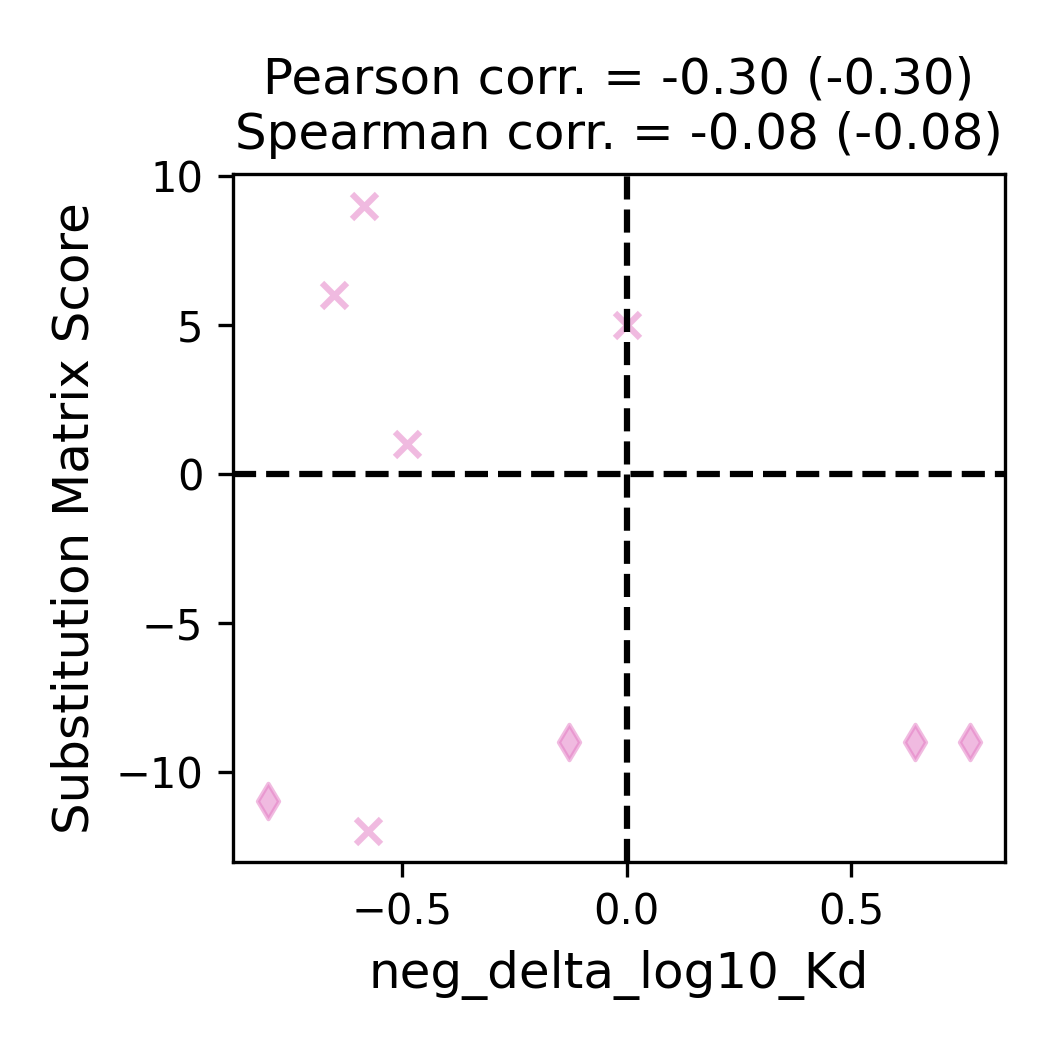 Pearson corr. = -0.30 (-0.30)
Spearman corr. = -0.08 (-0.08)
10
5
0
−5
−10
Substitution Matrix Score
−0.5
0.0
0.5
neg_delta_log10_Kd